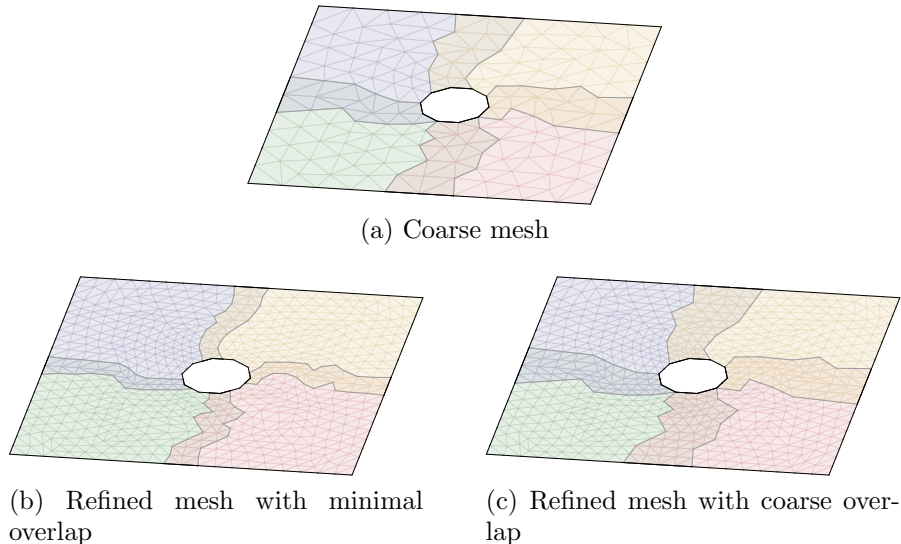 (a) Coarse mesh
(b) Refined mesh with minimal
overlap
(c) Refined mesh with coarse over-
lap